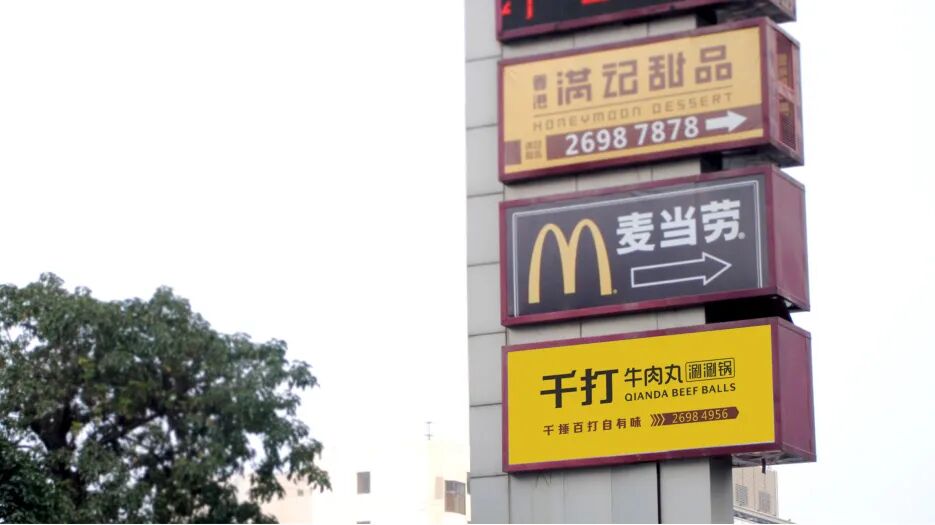 香港 满记甜品
HONEYMOON DESSERT
2698 7878
麦当劳
千打 牛肉丸 涮涮锅
QIANDA BEEF BALLS
千捶百打自有味 2698 4956